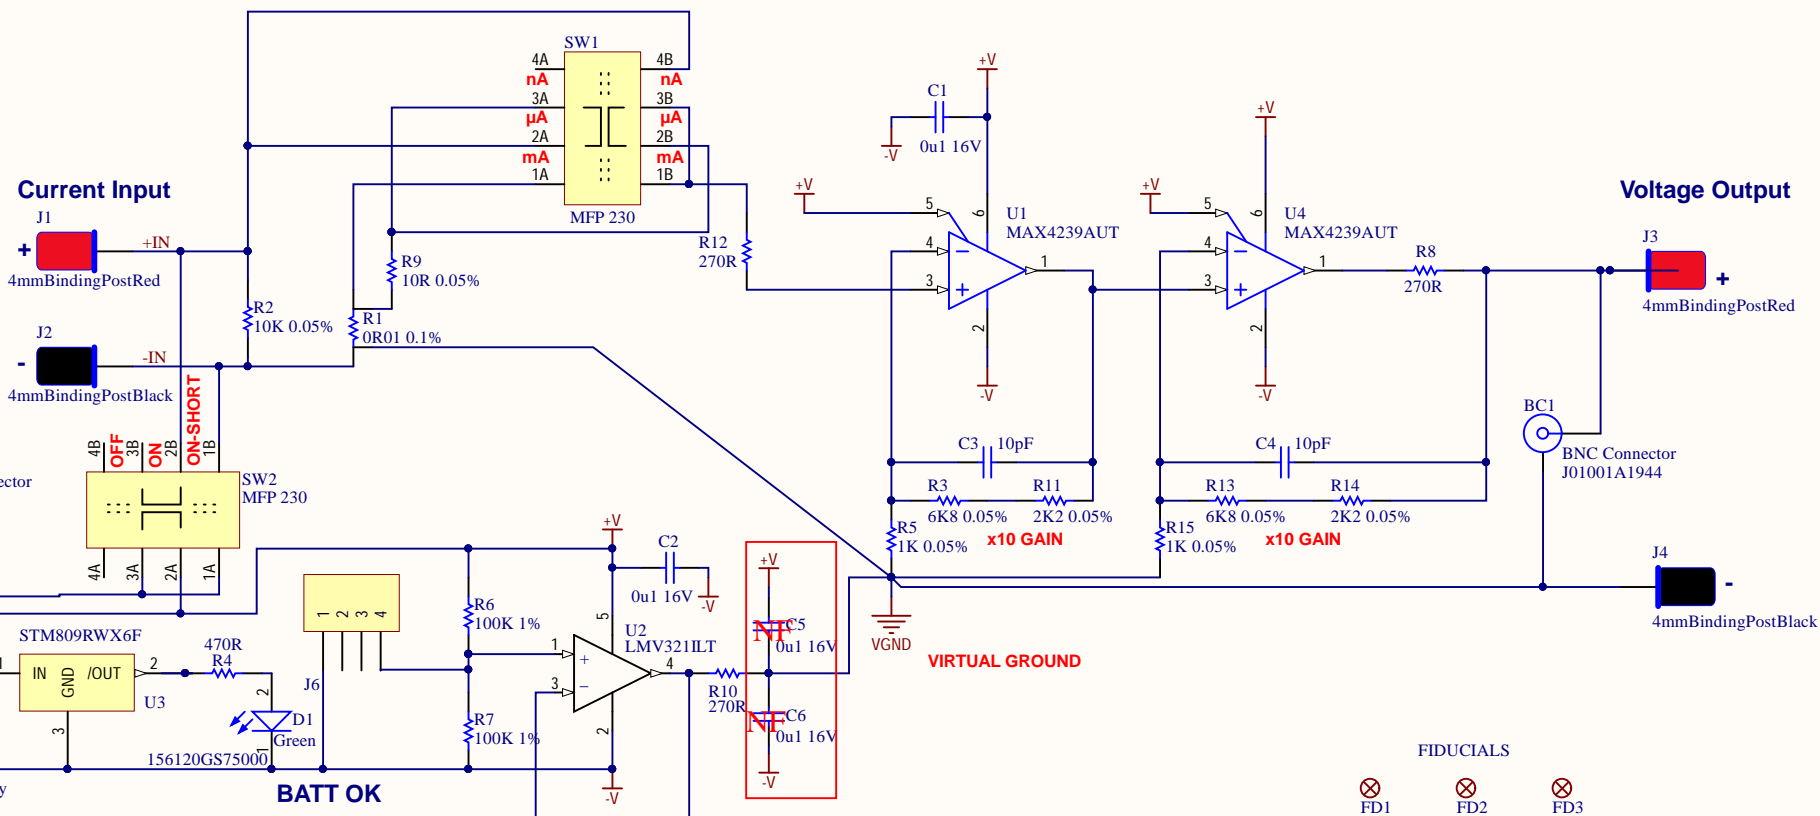 SW1
4A
nA
3A
µA
2A
mA
1A
4B
nA
3B
µA
2B
mA
1B
MFP 230
Current Input
J1
+
+IN
4mmBindingPostRed
J2
-
-IN
4mmBindingPostBlack
R2
10K 0.05%
R9
10R 0.05%
R1
0R01 0.1%
R12
270R
C1
0u1 16V
+V
-V
+V
5
4
3
6
1
2
U1
MAX4239AUT
-V
+V
+V
5
4
3
6
1
2
U4
MAX4239AUT
-V
R8
270R
Voltage Output
J3
+
4mmBindingPostRed
BC1
BNC Connector
J01001A1944
J4
-
4mmBindingPostBlack
C3 10pF
R3
6K8 0.05%
R11
2K2 0.05%
R5
1K 0.05%
x10 GAIN
C4 10pF
R13
6K8 0.05%
R14
2K2 0.05%
R15
1K 0.05%
x10 GAIN
4B
OFF
3B
ON
2B
ON-SHORT
1B
SW2
MFP 230
4A
3A
2A
1A
ector
STM809RWX6F
1
IN
GND
/OUT
2
3
U3
470R
R4
2
D1
Green
1
156120GS75000
BATT OK
1
2
3
4
J6
R6
100K 1%
R7
100K 1%
+V
C2
0u1 16V
-V
U2
LMV321ILT
1
3
5
4
2
-V
R10
270R
+V
NF
C5
0u1 16V
NF
C6
0u1 16V
-V
VGND
VIRTUAL GROUND
FIDUCIALS
FD1
FD2
FD3
y